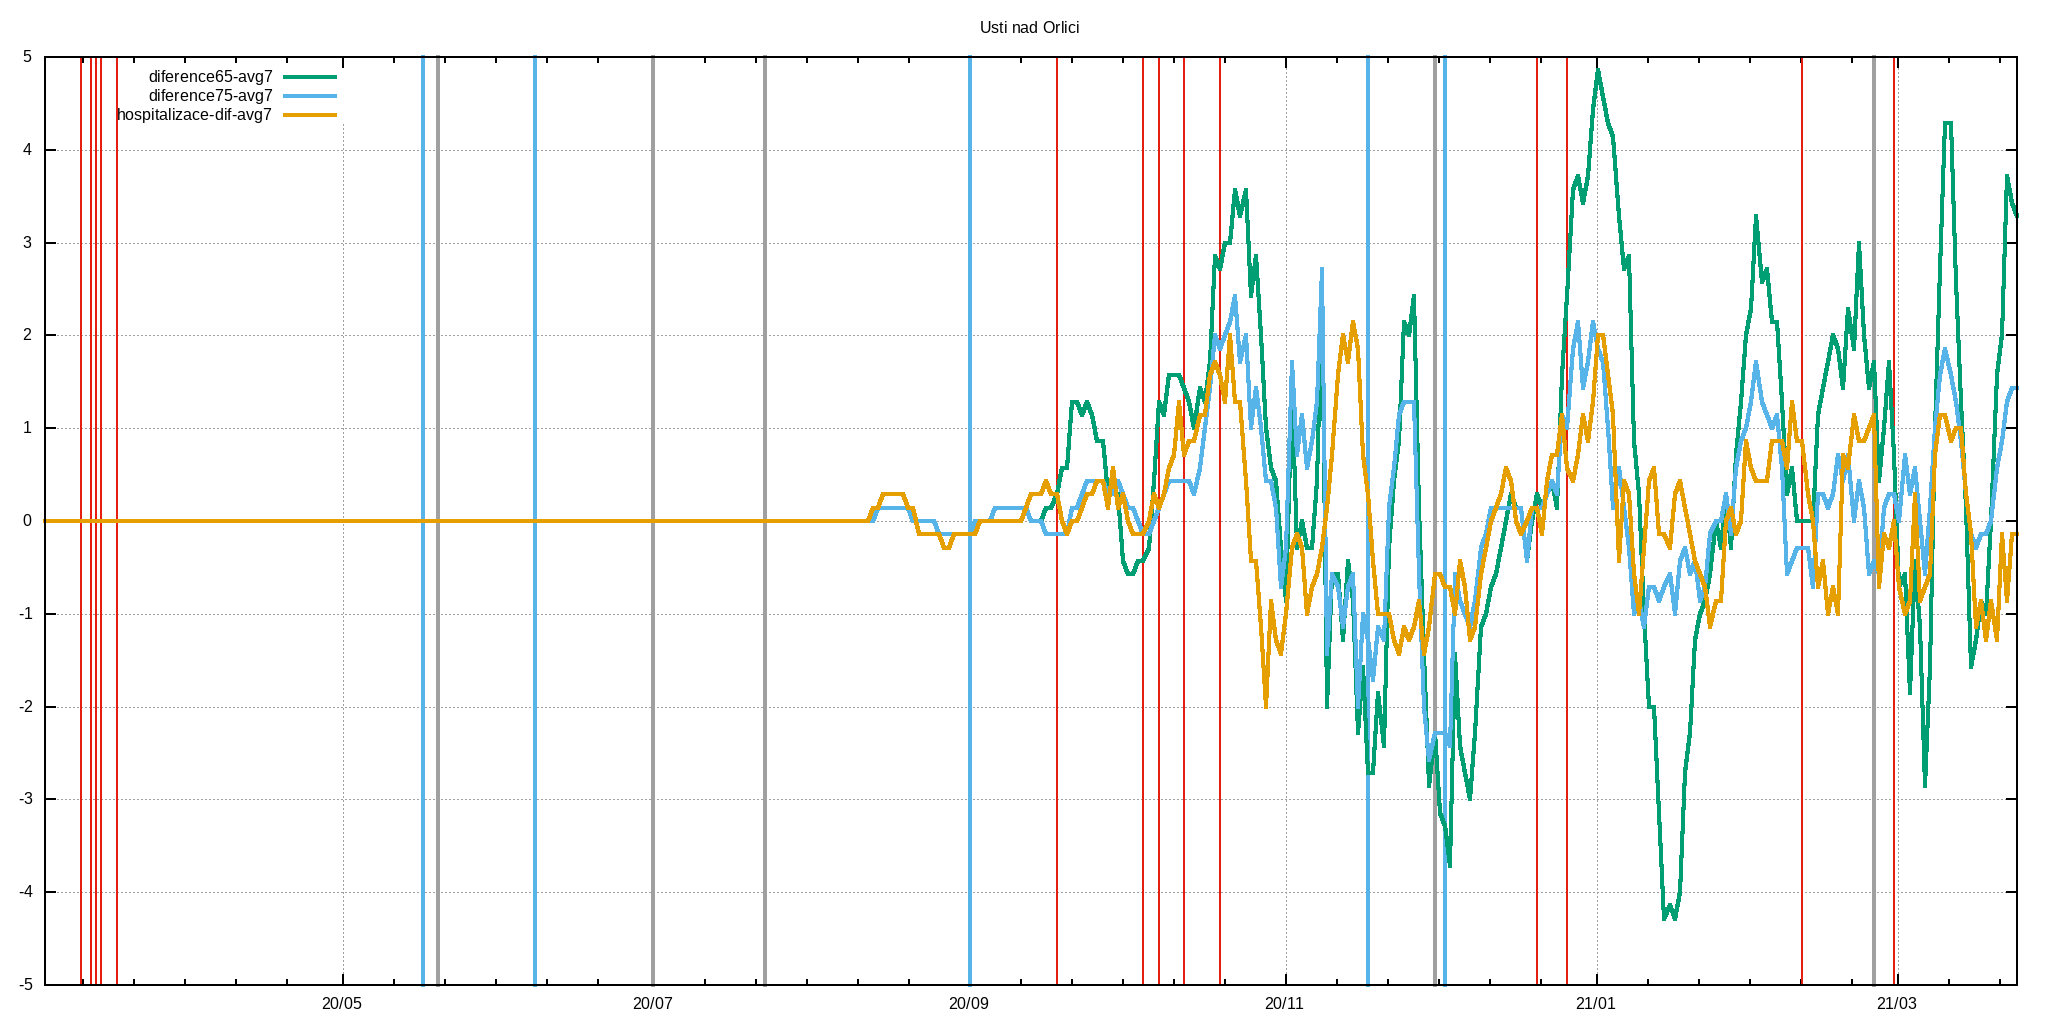 Usti nad Orlici
5
diference65-avg7
diference75-avg7
hospitalizace-dif-avg7
4
3
2
1
0
-1
-2
-3
-4
-5
20/05 20/07 20/09 20/11 21/01 21/03